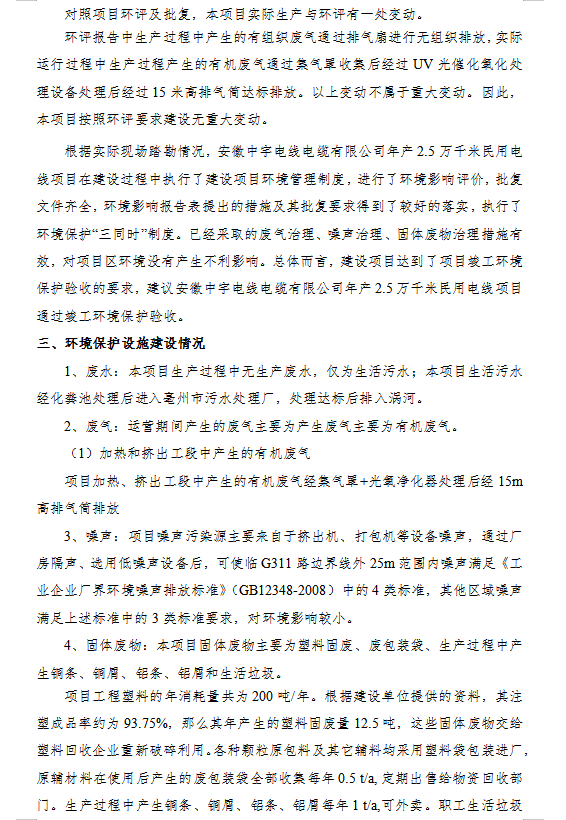 对照项目环评及批复，本项目实际生产与环评有一处变动。
环评报告中生产过程中产生的有组织废气通过排气扇进行无组织排放，实际
运行过程中生产过程产生的有机废气通过集气罩收集后经过 UV 光催化氧化处
理设备处理后经过 15 米高排气筒达标排放。以上变动不属于重大变动。因此，
本项目按照环评要求建设无重大变动。
根据实际现场踏勘情况，安徽中宇电线电缆有限公司年产 2.5 万千米民用电
线项目在建设过程中执行了建设项目环境管理制度，进行了环境影响评价，批复
文件齐全，环境影响报告表提出的措施及其批复要求得到了较好的落实，执行了
环境保护“三同时”制度。已经采取的废气治理、噪声治理、固体废物治理措施有
效，对项目区环境没有产生不利影响。总体而言，建设项目达到了项目竣工环境
保护验收的要求，建议安徽中宇电线电缆有限公司年产 2.5 万千米民用电线项目
通过竣工环境保护验收。
三、环境保护设施建设情况
1、废水：本项目生产过程中无生产废水，仅为生活污水；本项目生活污水
经化粪池处理后进入亳州市污水处理厂，处理达标后排入涡河。
2、废气：运营期间产生的废气主要为产生废气主要为有机废气。
（1）加热和挤出工段中产生的有机废气
项目加热、挤出工段中产生的有机废气经集气罩+光氧净化器处理后经 15m
高排气筒排放
3、噪声：项目噪声污染源主要来自于挤出机、打包机等设备噪声，通过厂
房隔声、选用低噪声设备后，可使临 G311 路边界线外 25m 范围内噪声满足《工
业企业厂界环境噪声排放标准》（GB12348-2008）中的 4 类标准，其他区域噪声
满足上述标准中的 3 类标准要求，对环境影响较小。
4、固体废物：本项目固体废物主要为塑料固废、废包装袋、生产过程中产
生铜条、铜屑、铝条、铝屑和生活垃圾。
项目工程塑料的年消耗量共为 200 吨/年。根据建设单位提供的资料，其注
塑成品率约为 93.75%，那么其年产生的塑料固废量 12.5 吨，这些固体废物交给
塑料回收企业重新破碎利用。各种颗粒原包料及其它辅料均采用塑料袋包装进厂，
原辅材料在使用后产生的废包装袋全部收集每年 0.5 t/a, 定期出售给物资回收部
门。生产过程中产生铜条、铜屑、铝条、铝屑每年 1 t/a,可外卖。职工生活垃圾